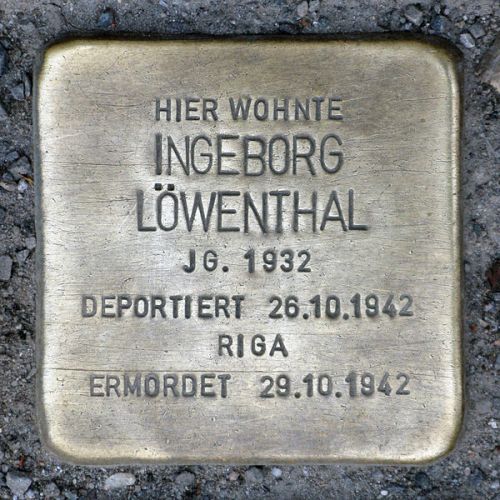 HIER WOHNTE
INGEBORG
LÖWENTHAL
JG. 1932
DEPORTIERT 26.10.1942
RIGA
ERMORDET 29.10.1942